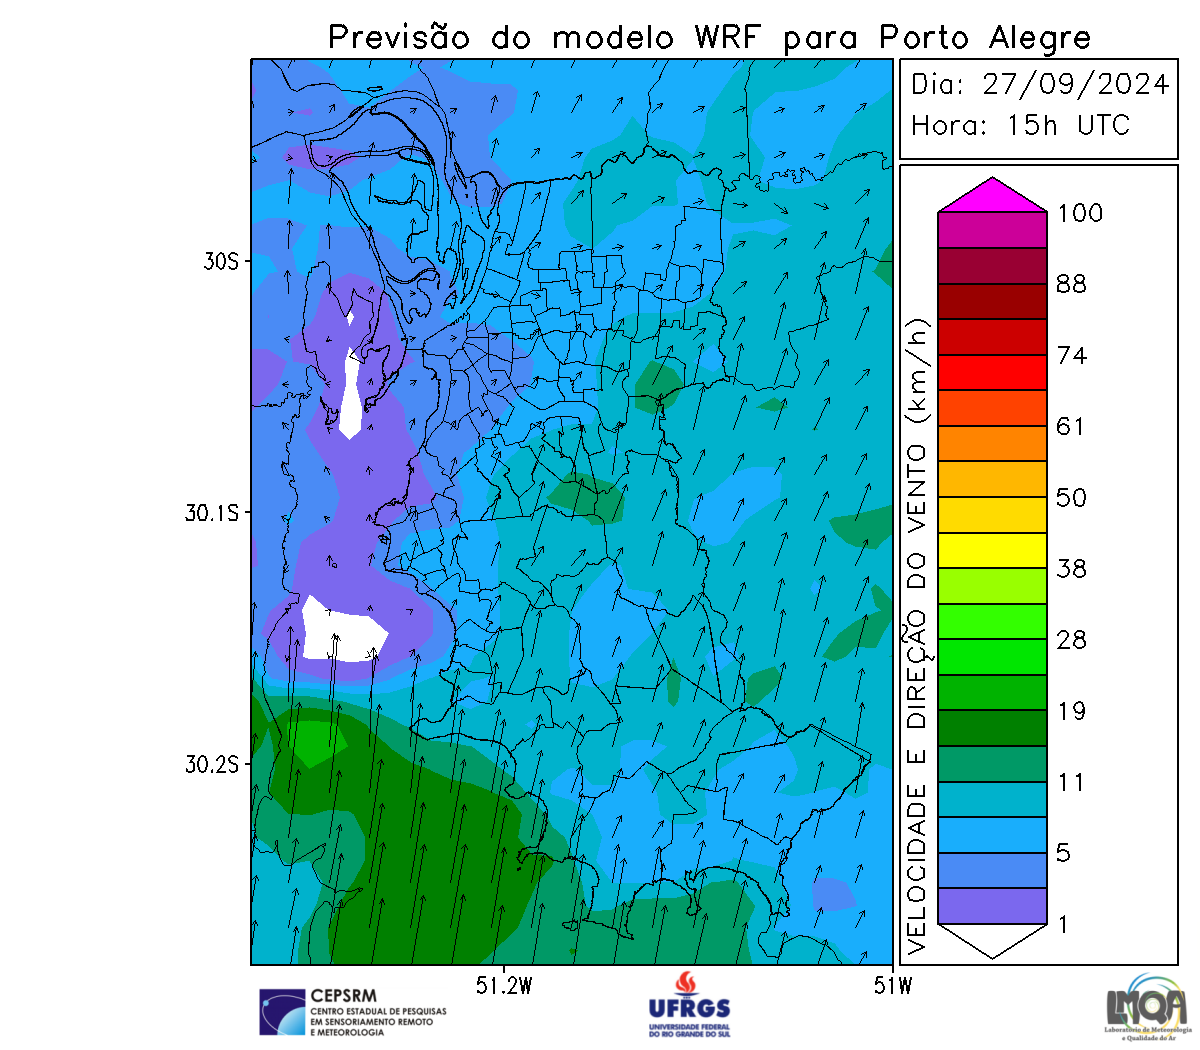 Previsão do modelo WRF para Porto Alegre
Dia: 27/09/2024
Hora: 15h UTC
VELOCIDADE E DIREÇÃO DO VENTO (km/h)
100
88
74
61
50
38
28
19
11
5
1
30S
30.1S
30.2S
51.2W
51W
CEPSRM
CENTRO ESTADUAL DE PESQUISAS
EM SENSORIAMENTO REMOTO
E METEOROLOGIA
UFRGS
UNIVERSIDADE FEDERAL
DO RIO GRANDE DO SUL
LMQA
Laboratório de Meteorologia
e Qualidade do Ar